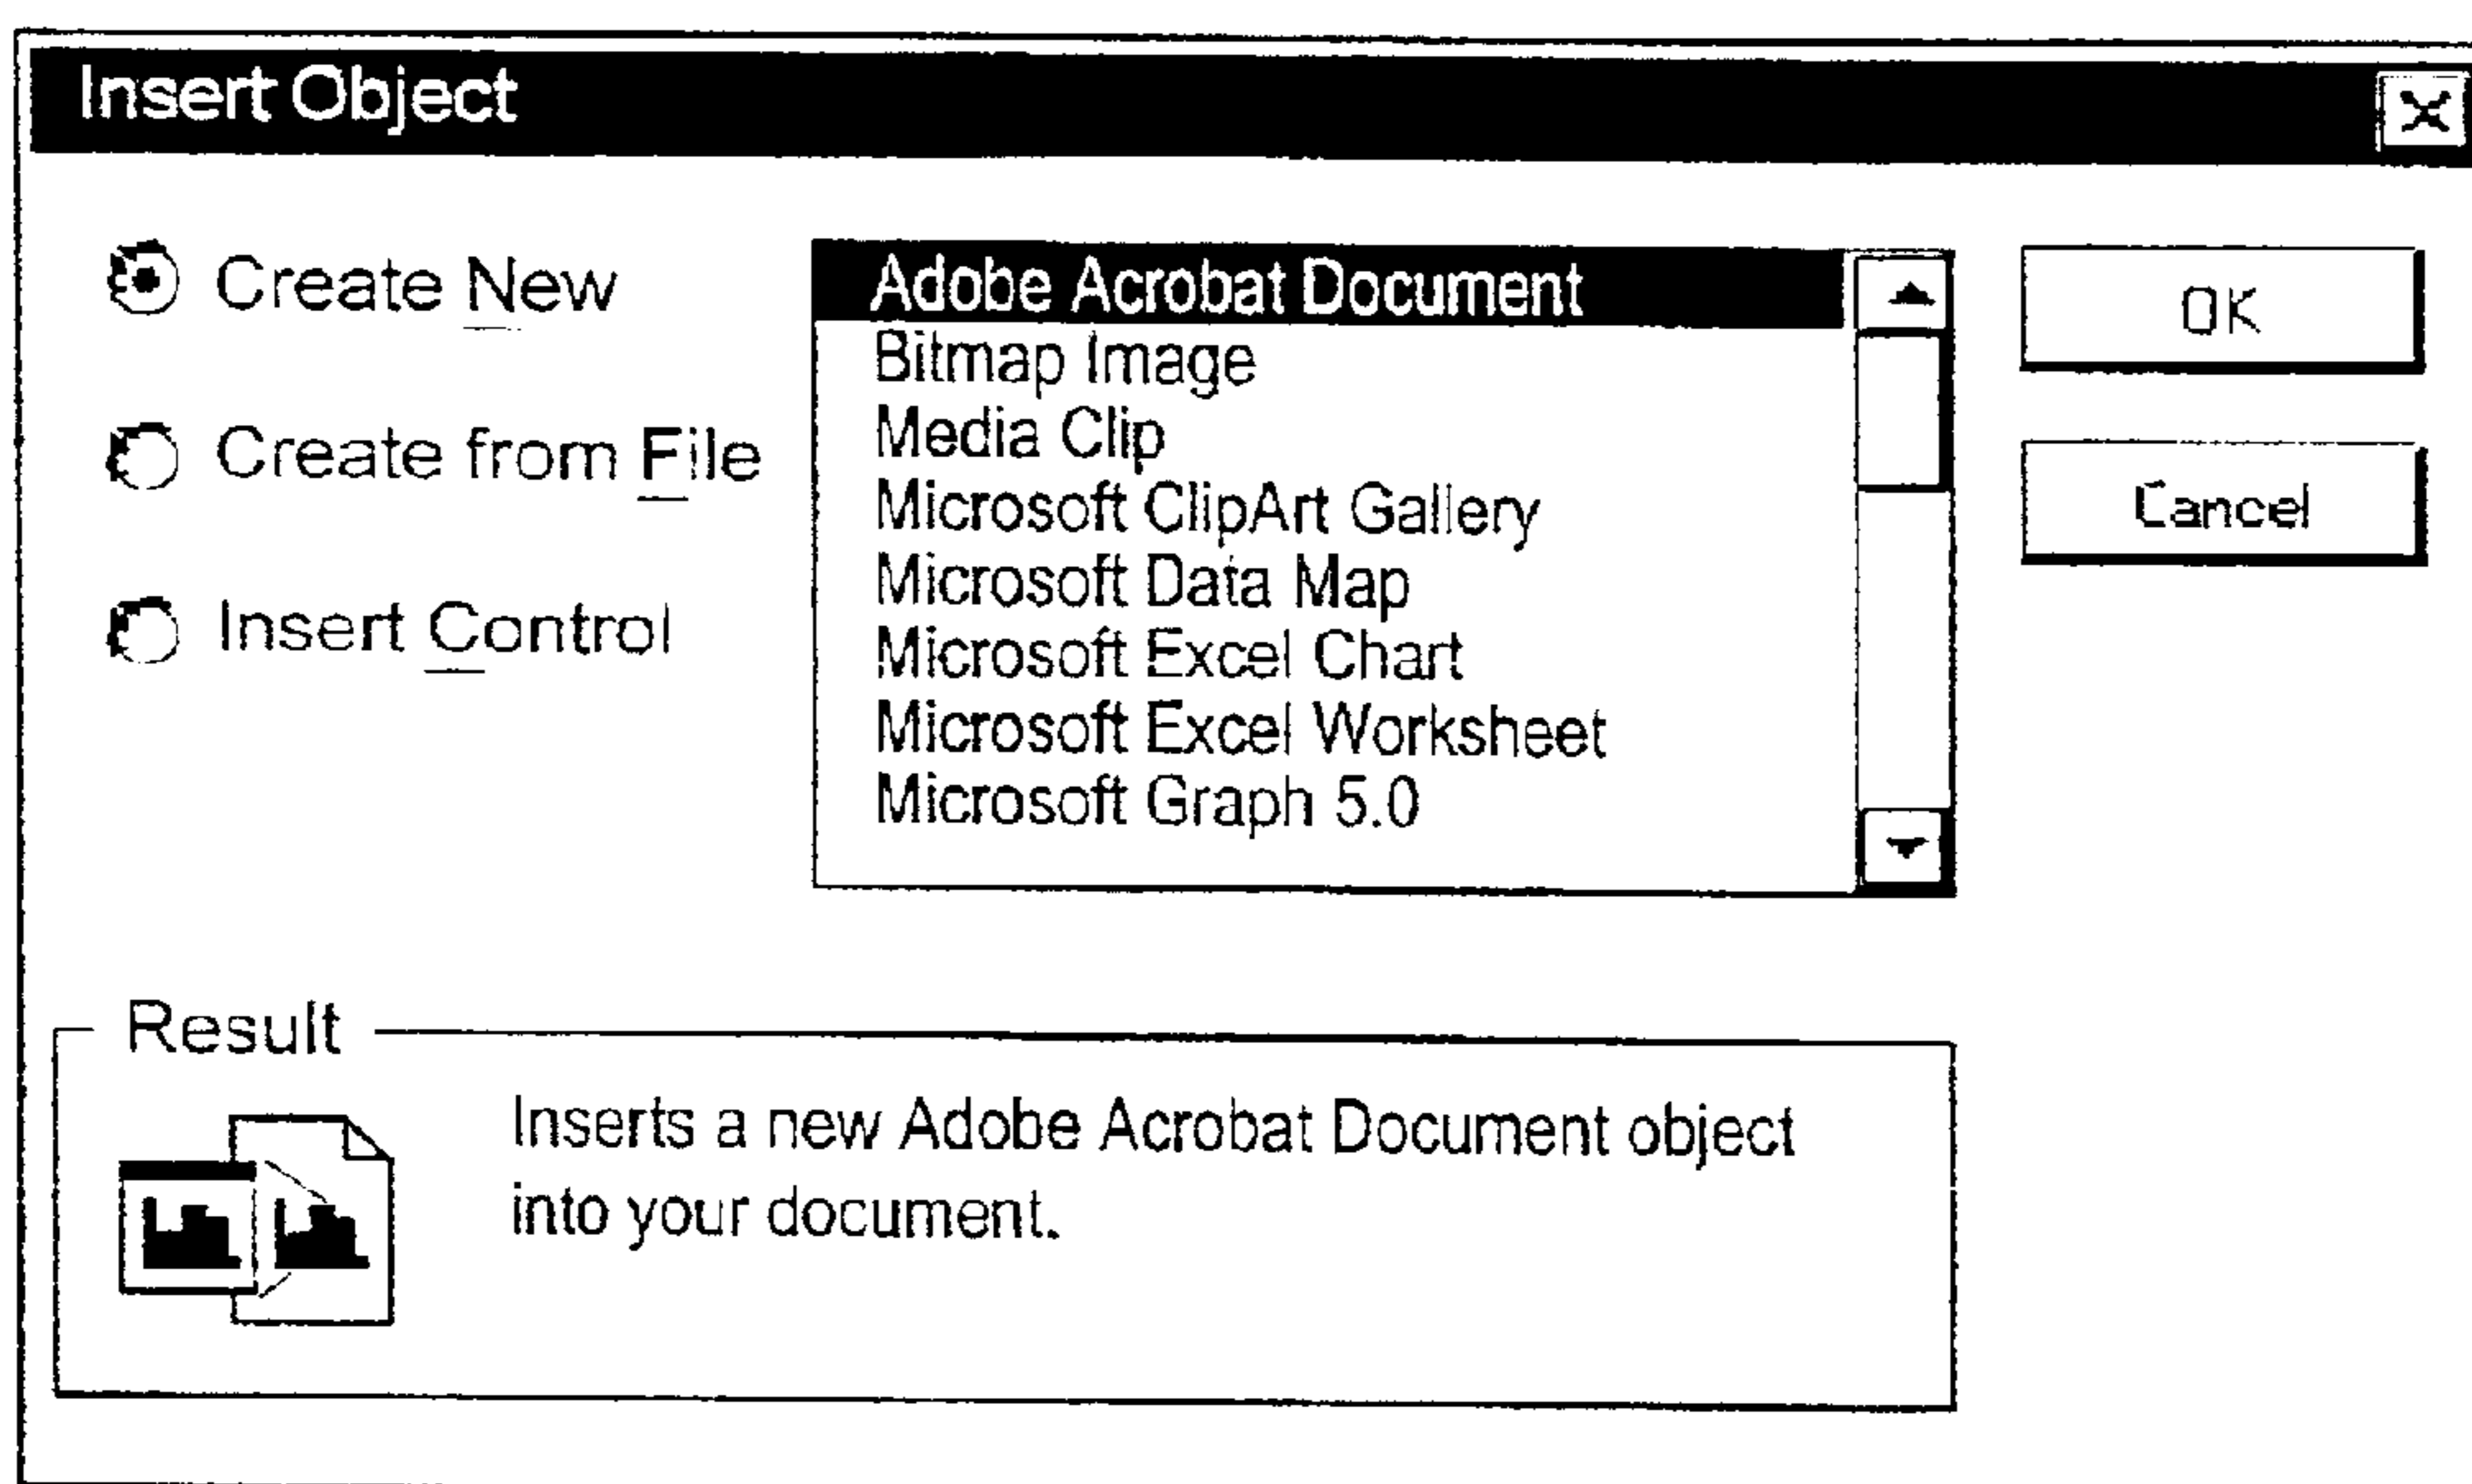 Insert Object
Create New
Create from File
Insert Control
Adobe Acrobat Document
Bitmap Image
Media Clip
Microsoft ClipArt Gallery
Microsoft Data Map
Microsoft Excel Chart
Microsoft Excel Worksheet
Microsoft Graph 5.0
OK
Cancel
Result
Inserts a new Adobe Acrobat Document object
into your document.